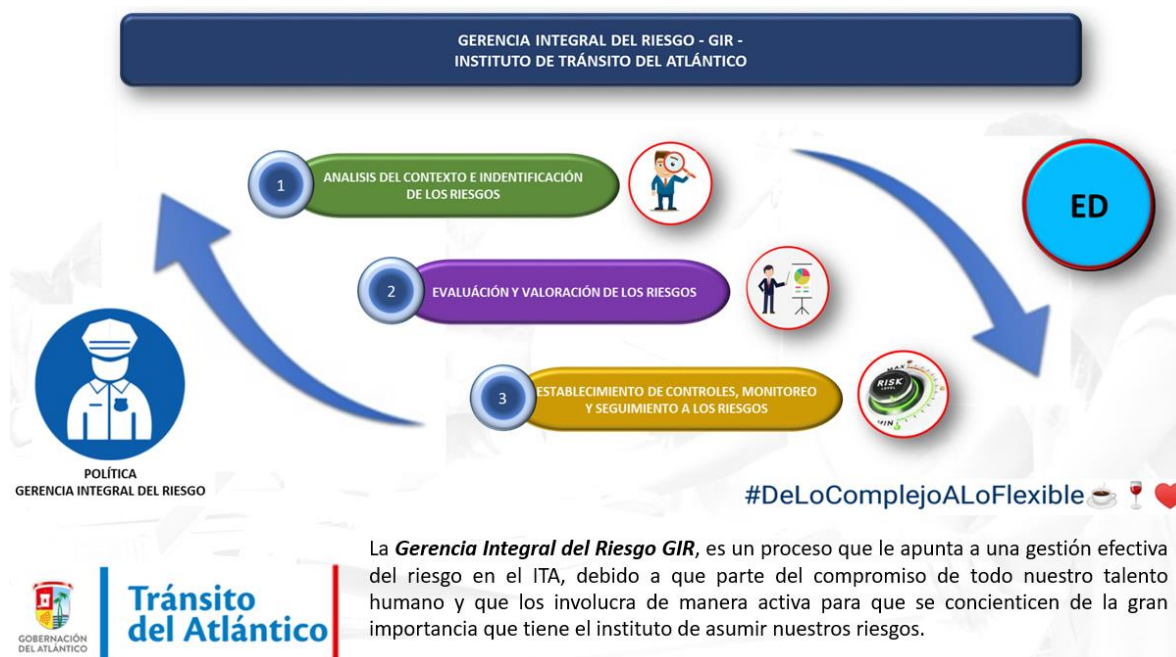 GERENCIA INTEGRAL DEL RIESGO - GIR -
INSTITUTO DE TRÁNSITO DEL ATLÁNTICO
1
ANALISIS DEL CONTEXTO E INDENTIFICACIÓN
DE LOS RIESGOS
ED
2
EVALUÁCIÓN Y VALORACIÓN DE LOS RIESGOS
3
ESTABLECIMIENTO DE CONTROLES, MONITOREO
Y SEGUIMIENTO A LOS RIESGOS
MAX
RISK
LEVEL
MIN
POLÍTICA
GERENCIA INTEGRAL DEL RIESGO
#DeLoComplejoALoFlexible
La Gerencia Integral del Riesgo GIR, es un proceso que le apunta a una gestión efectiva
del riesgo en el ITA, debido a que parte del compromiso de todo nuestro talento
humano y que los involucra de manera activa para que se concienticen de la gran
importancia que tiene el instituto de asumir nuestros riesgos.
GOBERNACIÓN
DEL ATLÁNTICO
Tránsito
del Atlántico